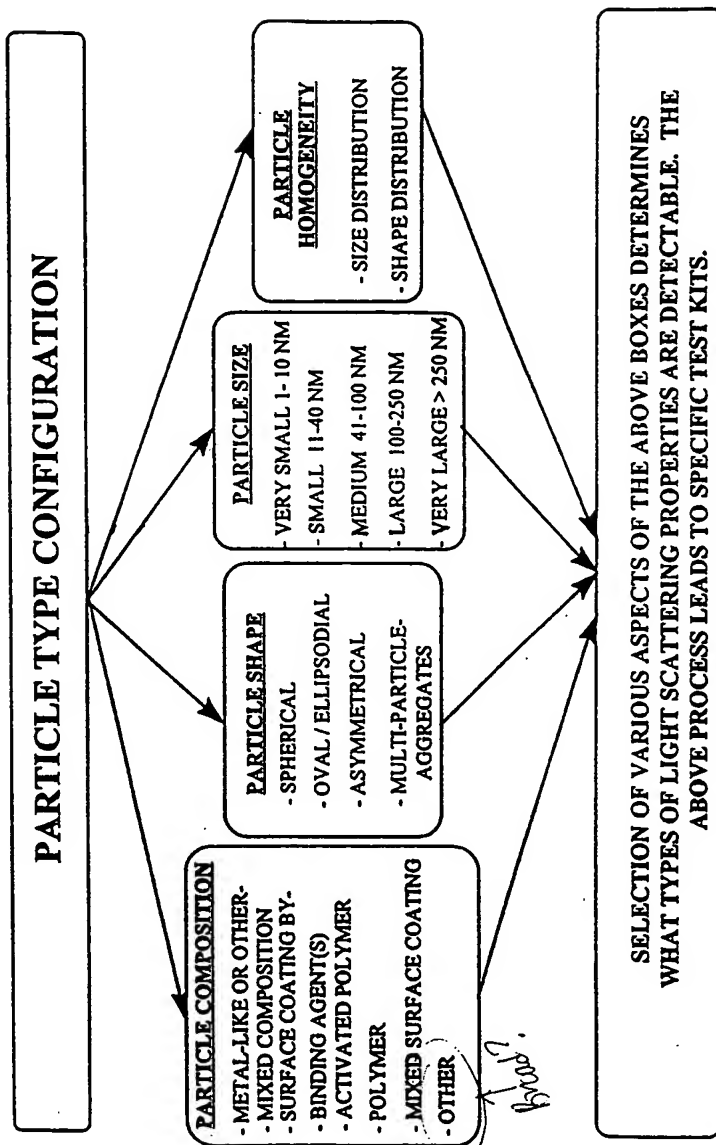 PARTICLE TYPE CONFIGURATION
PARTICLE COMPOSITION
- METAL-LIKE OR OTHER-
- MIXED COMPOSITION
- SURFACE COATING BY-
- BINDING AGENT(S)
- ACTIVATED POLYMER
- POLYMER
- MIXED SURFACE COATING
- OTHER
Broad?
PARTICLE SHAPE
- SPHERICAL
- OVAL / ELLIPSODIAL
- ASYMMETRICAL
- MULTI-PARTICLE-
AGGREGATES
PARTICLE SIZE
- VERY SMALL 1- 10 NM
- SMALL 11-40 NM
- MEDIUM 41-100 NM
- LARGE 100-250 NM
- VERY LARGE > 250 NM
PARTICLE
HOMOGENEITY
- SIZE DISTRIBUTION
- SHAPE DISTRIBUTION
SELECTION OF VARIOUS ASPECTS OF THE ABOVE BOXES DETERMINES
WHAT TYPES OF LIGHT SCATTERING PROPERTIES ARE DETECTABLE. THE
ABOVE PROCESS LEADS TO SPECIFIC TEST KITS.